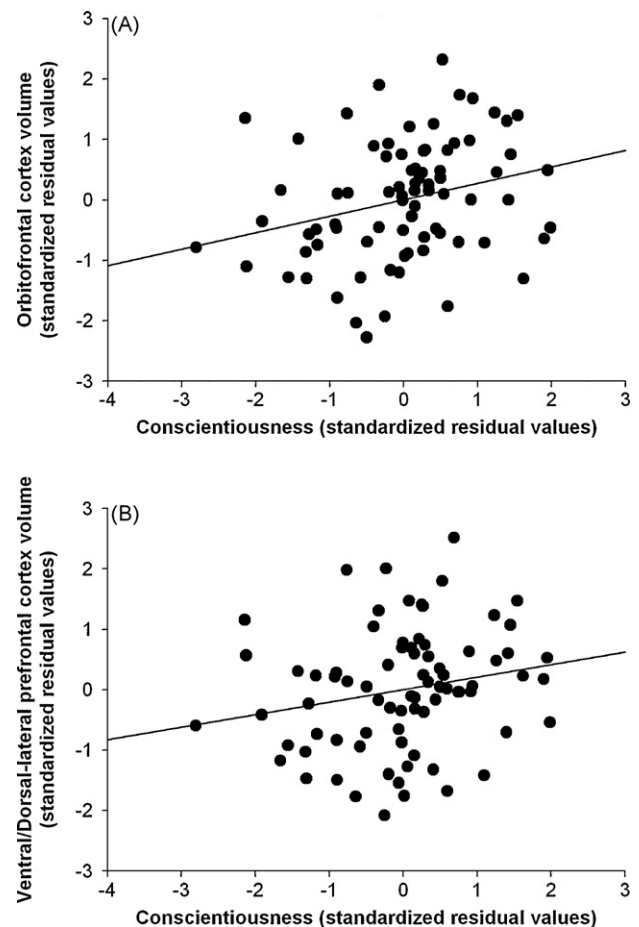 (A)
Orbitofrontal cortex volume
(standardized residual values)
3
2
1
0
-1
-2
-3
-4 -3 -2 -1 0 1 2 3
Conscientiousness (standardized residual values)
(B)
Ventral/Dorsal-lateral prefrontal cortex volume
(standardized residual values)
3
2
1
0
-1
-2
-3
-4 -3 -2 -1 0 1 2 3
Conscientiousness (standardized residual values)